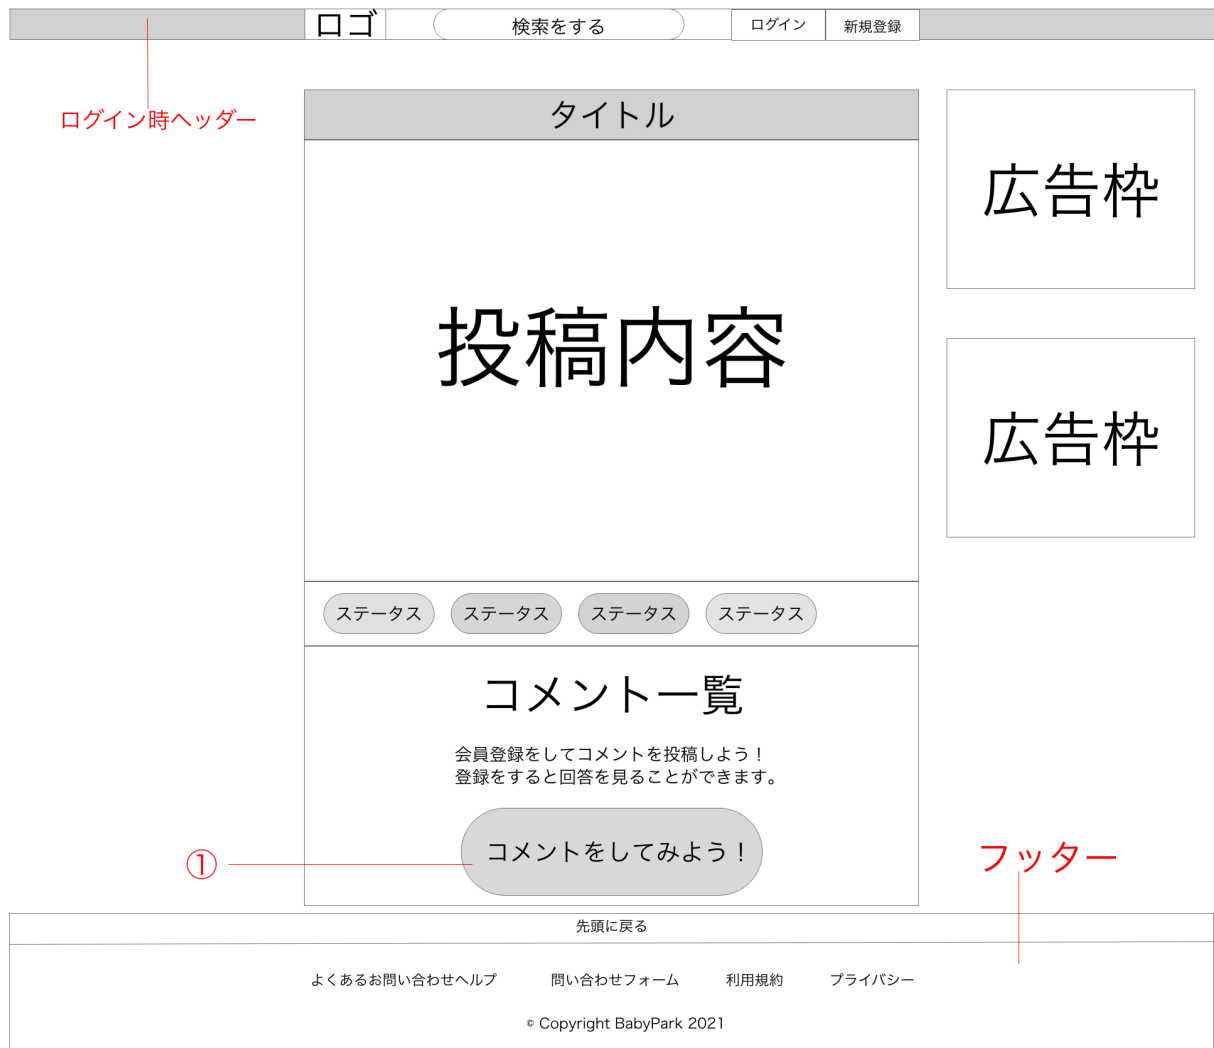 ロゴ
検索をする
ログイン
新規登録
ログイン時ヘッダー
タイトル
広告枠
投稿内容
広告枠
ステータス
ステータス
ステータス
ステータス
コメント一覧
会員登録をしてコメントを投稿しよう！
登録をすると回答を見ることができます。
コメントをしてみよう！
①
フッター
先頭に戻る
よくあるお問い合わせヘルプ
問い合わせフォーム
利用規約
プライバシー
© Copyright BabyPark 2021